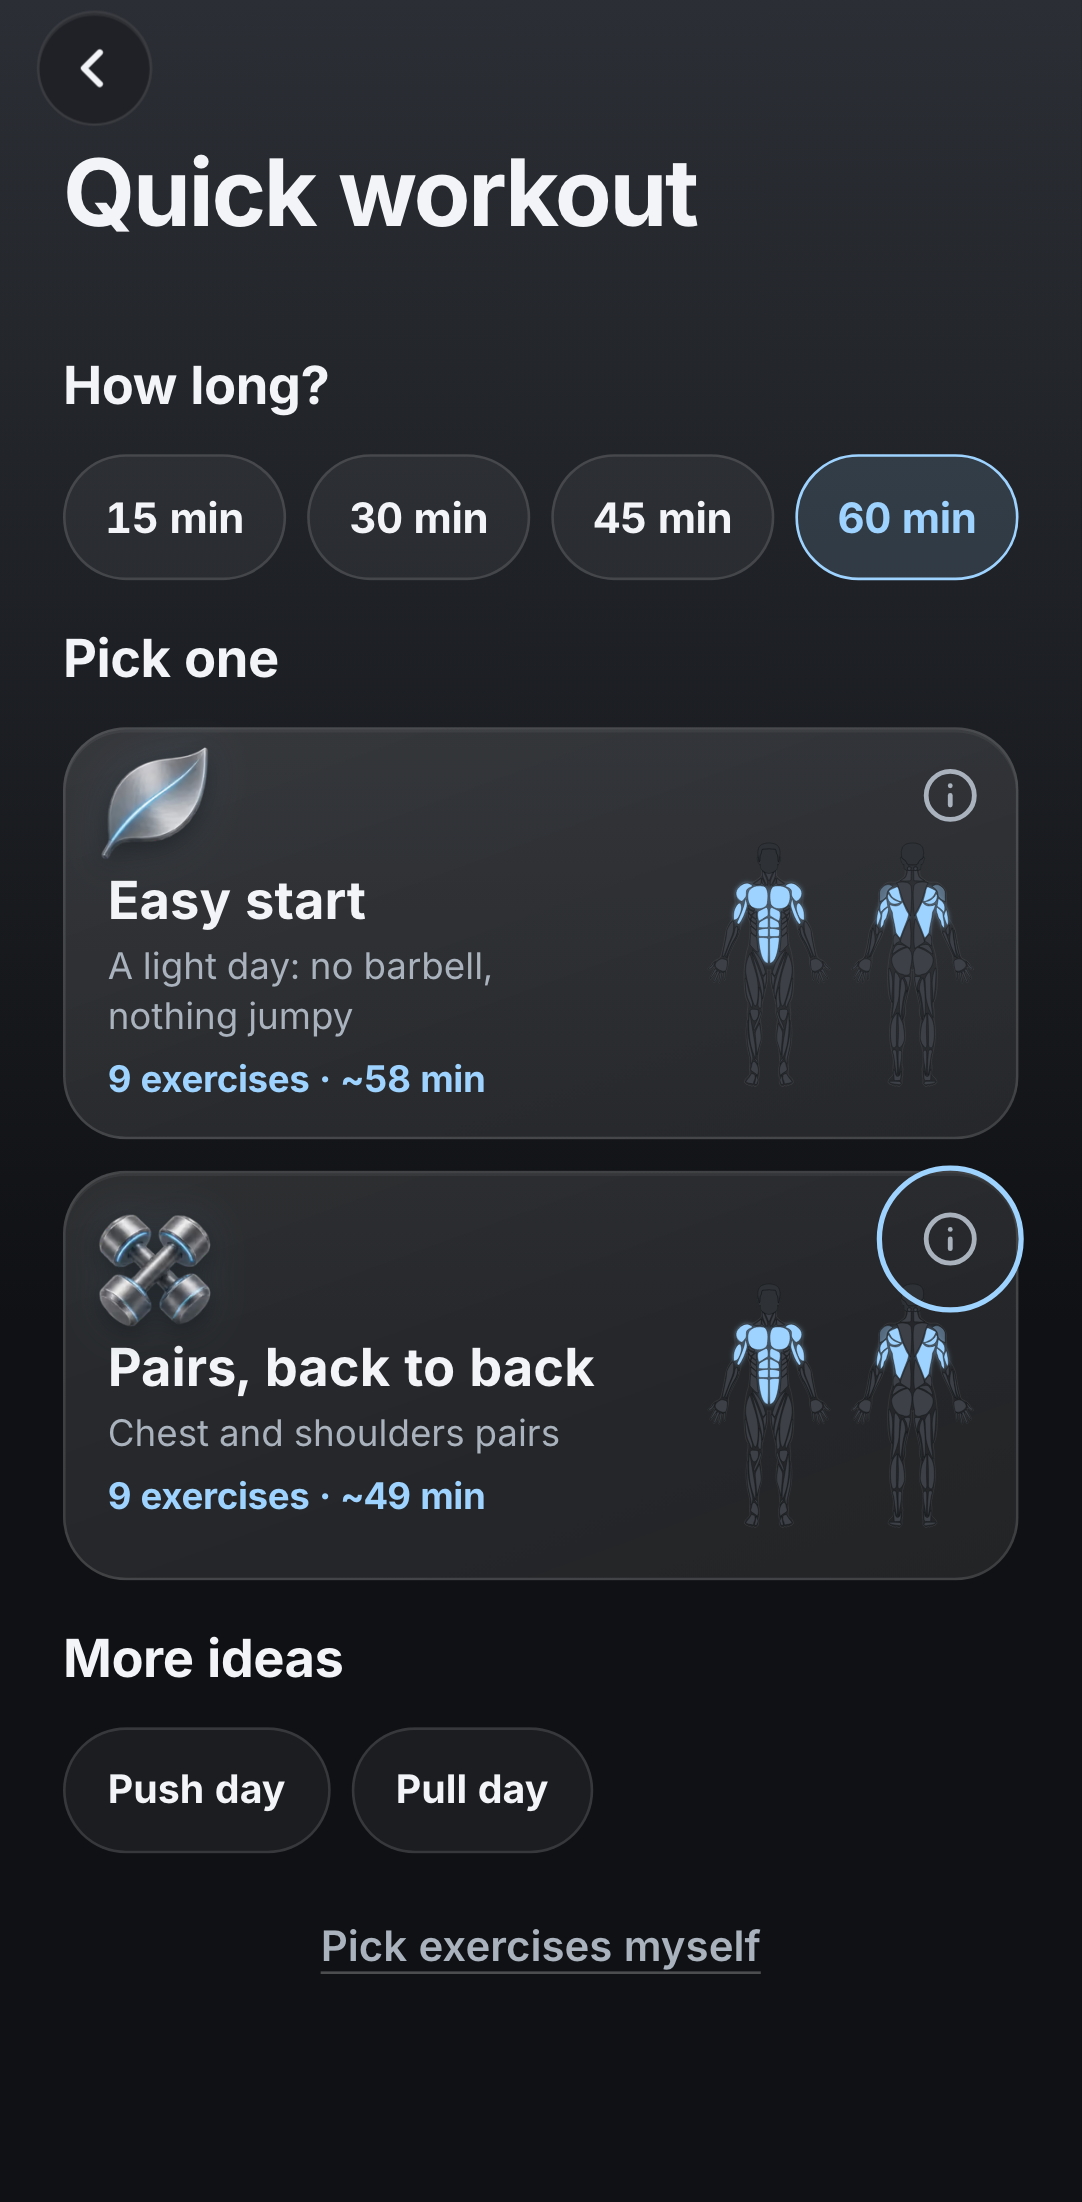 Quick workout
How long?
15 min 30 min 45 min 60 min
Pick one
Easy start
A light day: no barbell,
nothing jumpy
9 exercises · ~58 min
Pairs, back to back
Chest and shoulders pairs
9 exercises · ~49 min
More ideas
Push day Pull day
Pick exercises myself